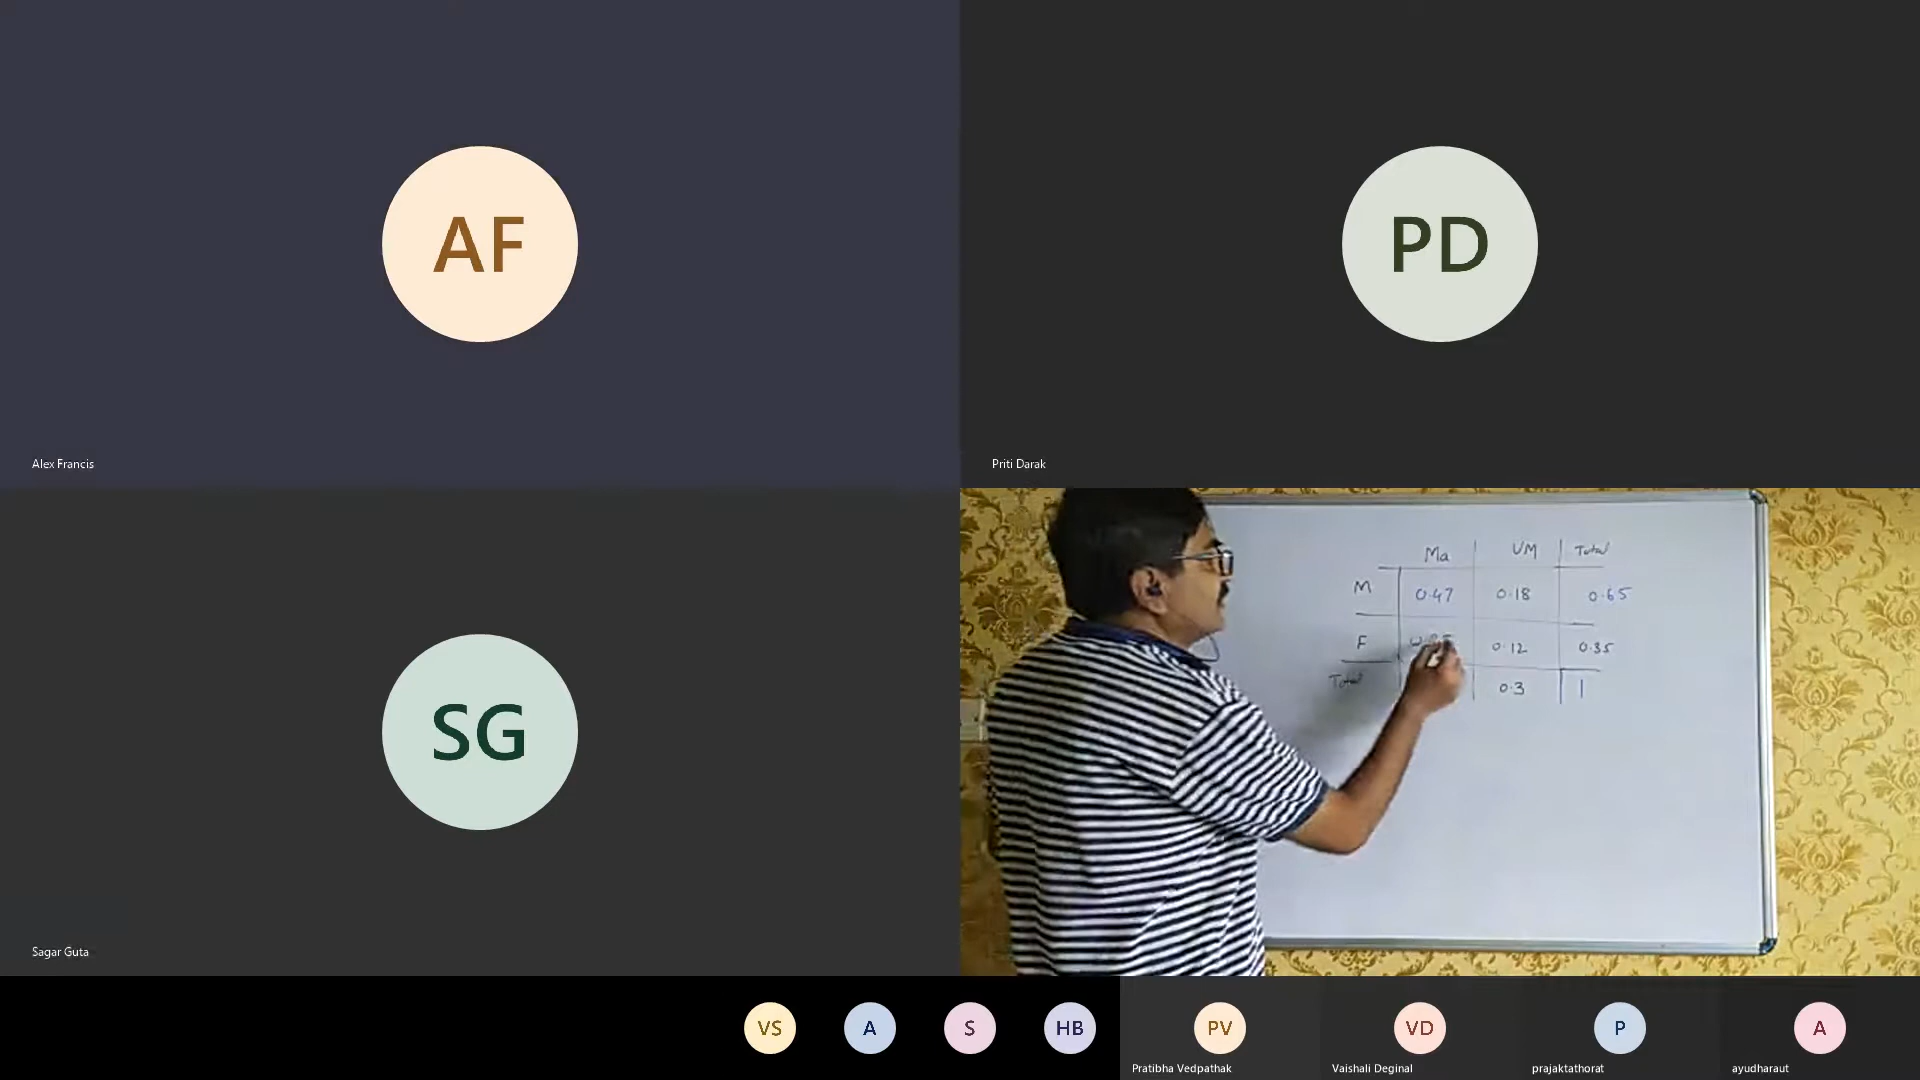 AF
PD
Alex Francis
Priti Darak
SG
Ma UM Total
M 0.47 0.18 0.65
F 0.12 0.35
Total 0.3 1
Sagar Guta
VS A S HB PV VD P A
Pratibha Vedpathak Vaishali Deginal prajaktathorat ayudharaut